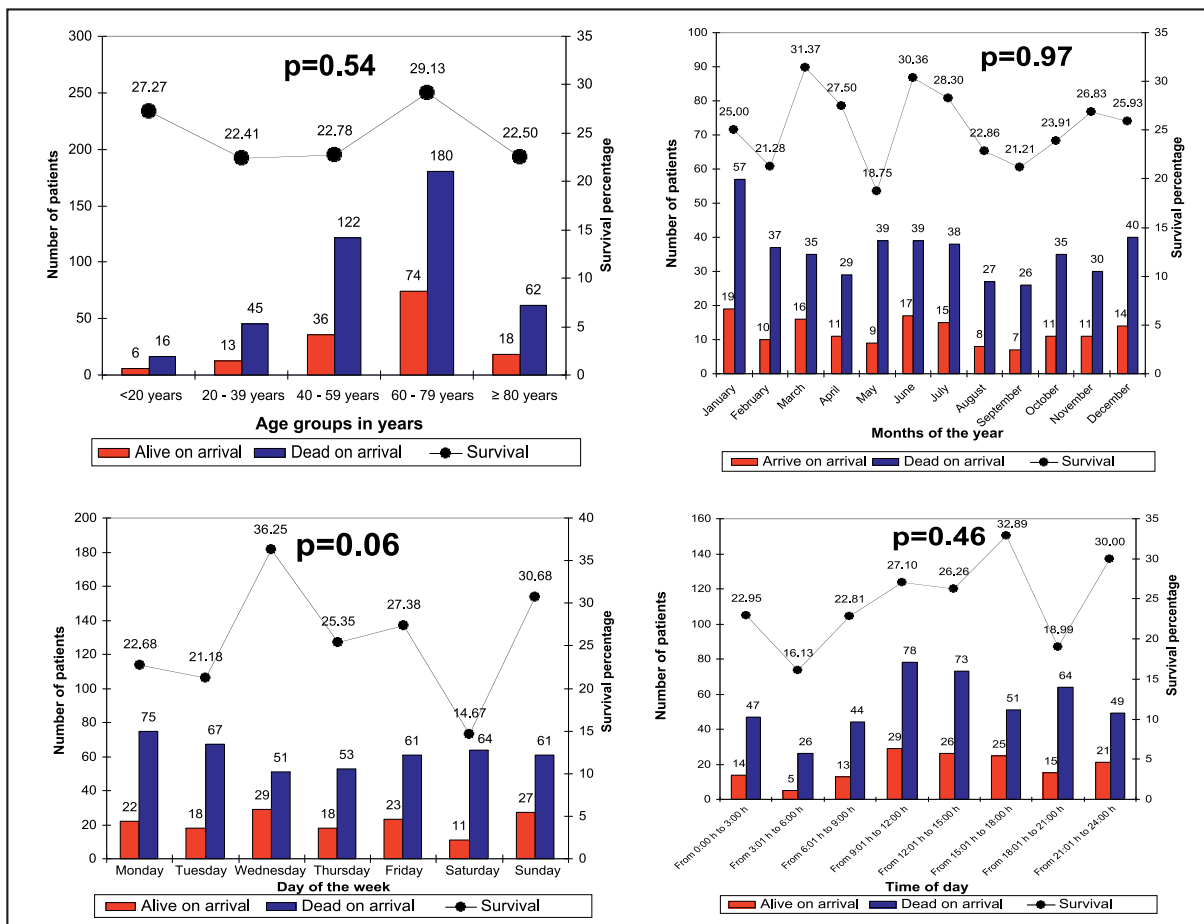 p=0.54
300
250
200
150
100
50
0
Number of patients
35
30
25
20
15
10
5
0
Survival percentage
27.27
22.41
22.78
29.13
22.50
6
16
13
45
36
122
74
180
18
62
<20 years
20 - 39 years
40 - 59 years
60 - 79 years
≥ 80 years
Age groups in years
Alive on arrival
Dead on arrival
Survival
p=0.97
100
90
80
70
60
50
40
30
20
10
0
Number of patients
35
30
25
20
15
10
5
0
Survival percentage
25.00
21.28
31.37
27.50
18.75
30.36
28.30
22.86
21.21
23.91
26.83
25.93
19
57
10
37
16
35
11
29
9
39
17
39
15
38
8
27
7
26
11
35
11
30
14
40
January
February
March
April
May
June
July
August
September
October
November
December
Months of the year
Arrive on arrival
Dead on arrival
Survival
p=0.06
200
180
160
140
120
100
80
60
40
20
0
Number of patients
40
35
30
25
20
15
10
5
0
Survival percentage
22.68
21.18
36.25
25.35
27.38
14.67
30.68
22
75
18
67
29
51
18
53
23
61
11
64
27
61
Monday
Tuesday
Wednesday
Thursday
Friday
Saturday
Sunday
Day of the week
Alive on arrival
Dead on arrival
Survival
p=0.46
160
140
120
100
80
60
40
20
0
Number of patients
35
30
25
20
15
10
5
0
Survival percentage
22.95
16.13
22.81
27.10
26.26
32.89
18.99
30.00
14
47
5
26
13
44
29
78
26
73
25
51
15
64
21
49
From 0:00 h to 3:00 h
From 3:01 h to 6:00 h
From 6:01 h to 9:00 h
From 9:01 h to 12:00 h
From 12:01 h to 15:00 h
From 15:01 h to 18:00 h
From 18:01 h to 21:00 h
From 21:01 h to 24:00 h
Time of day
Alive on arrival
Dead on arrival
Survival